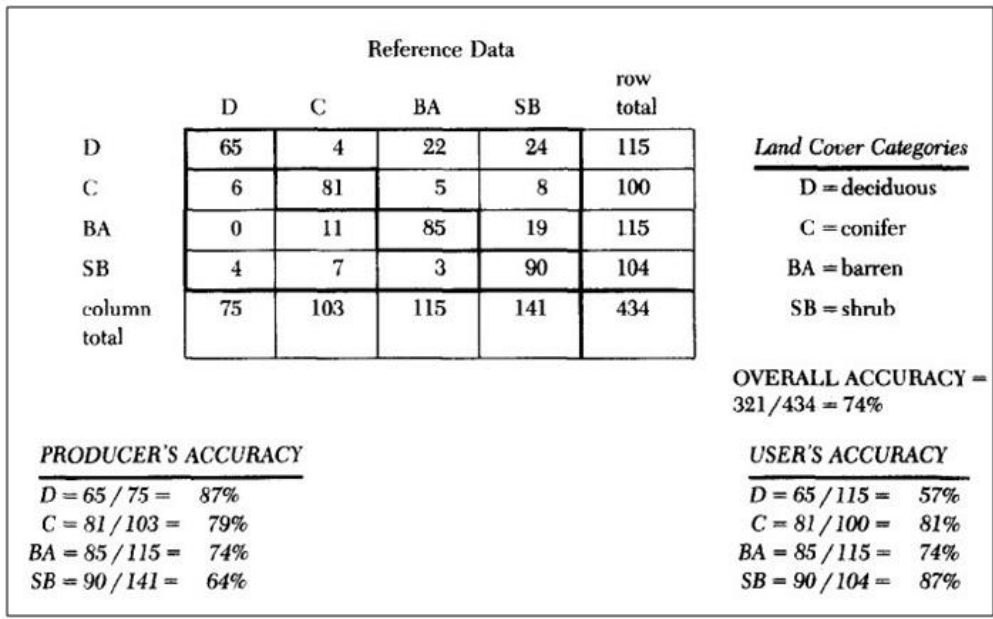 Reference Data
row
D C BA SB total
D 65 4 22 24 115
C 6 81 5 8 100
BA 0 11 85 19 115
SB 4 7 3 90 104
column 75 103 115 141 434
total
Land Cover Categories
D = deciduous
C = conifer
BA = barren
SB = shrub
OVERALL ACCURACY =
321/434 = 74%
PRODUCER'S ACCURACY
D = 65 / 75 = 87%
C = 81 / 103 = 79%
BA = 85 / 115 = 74%
SB = 90 / 141 = 64%
USER'S ACCURACY
D = 65 / 115 = 57%
C = 81 / 100 = 81%
BA = 85 / 115 = 74%
SB = 90 / 104 = 87%